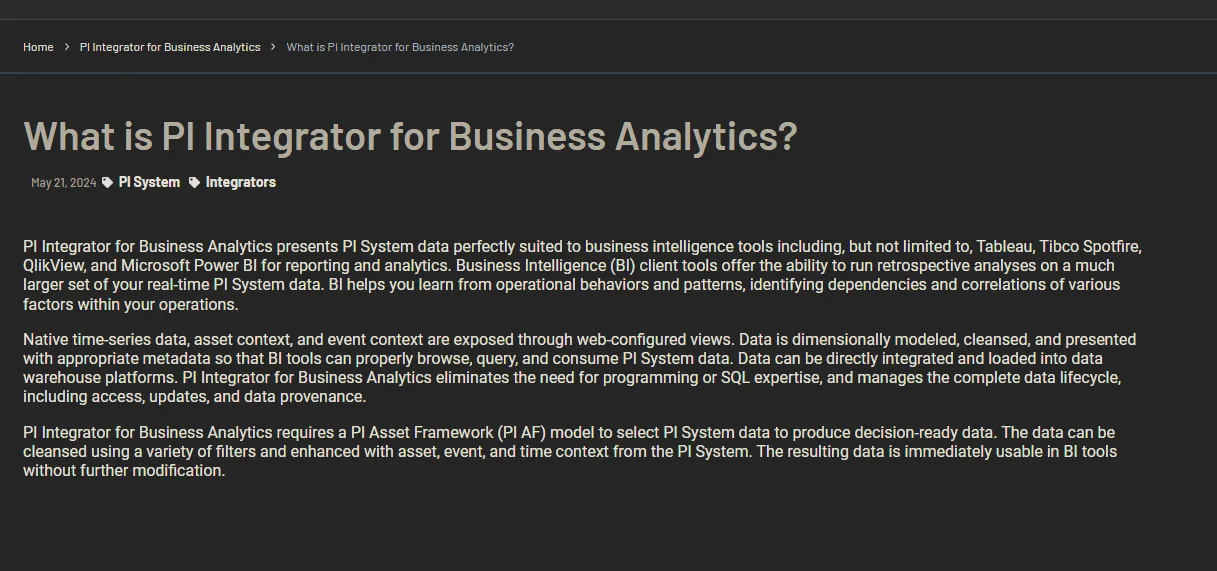 Home > PI Integrator for Business Analytics > What is PI Integrator for Business Analytics?
What is PI Integrator for Business Analytics?
May 21, 2024 PI System Integrators
PI Integrator for Business Analytics presents PI System data perfectly suited to business intelligence tools including, but not limited to, Tableau, Tibco Spotfire,
QlikView, and Microsoft Power BI for reporting and analytics. Business Intelligence (BI) client tools offer the ability to run retrospective analyses on a much
larger set of your real-time PI System data. BI helps you learn from operational behaviors and patterns, identifying dependencies and correlations of various
factors within your operations.
Native time-series data, asset context, and event context are exposed through web-configured views. Data is dimensionally modeled, cleansed, and presented
with appropriate metadata so that BI tools can properly browse, query, and consume PI System data. Data can be directly integrated and loaded into data
warehouse platforms. PI Integrator for Business Analytics eliminates the need for programming or SQL expertise, and manages the complete data lifecycle,
including access, updates, and data provenance.
PI Integrator for Business Analytics requires a PI Asset Framework (PI AF) model to select PI System data to produce decision-ready data. The data can be
cleansed using a variety of filters and enhanced with asset, event, and time context from the PI System. The resulting data is immediately usable in BI tools
without further modification.